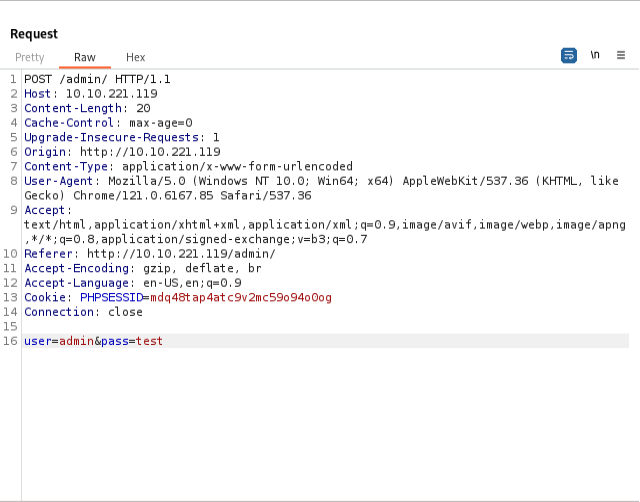 Request
Pretty Raw Hex \n
1 POST /admin/ HTTP/1.1
2 Host: 10.10.221.119
3 Content-Length: 20
4 Cache-Control: max-age=0
5 Upgrade-Insecure-Requests: 1
6 Origin: http://10.10.221.119
7 Content-Type: application/x-www-form-urlencoded
8 User-Agent: Mozilla/5.0 (Windows NT 10.0; Win64; x64) AppleWebKit/537.36 (KHTML, like
Gecko) Chrome/121.0.6167.85 Safari/537.36
9 Accept:
text/html,application/xhtml+xml,application/xml;q=0.9,image/avif,image/webp,image/apng
,*/*;q=0.8,application/signed-exchange;v=b3;q=0.7
10 Referer: http://10.10.221.119/admin/
11 Accept-Encoding: gzip, deflate, br
12 Accept-Language: en-US,en;q=0.9
13 Cookie: PHPSESSID=mdq48tap4atc9v2mc59o94o0og
14 Connection: close
15
16 user=admin&pass=test